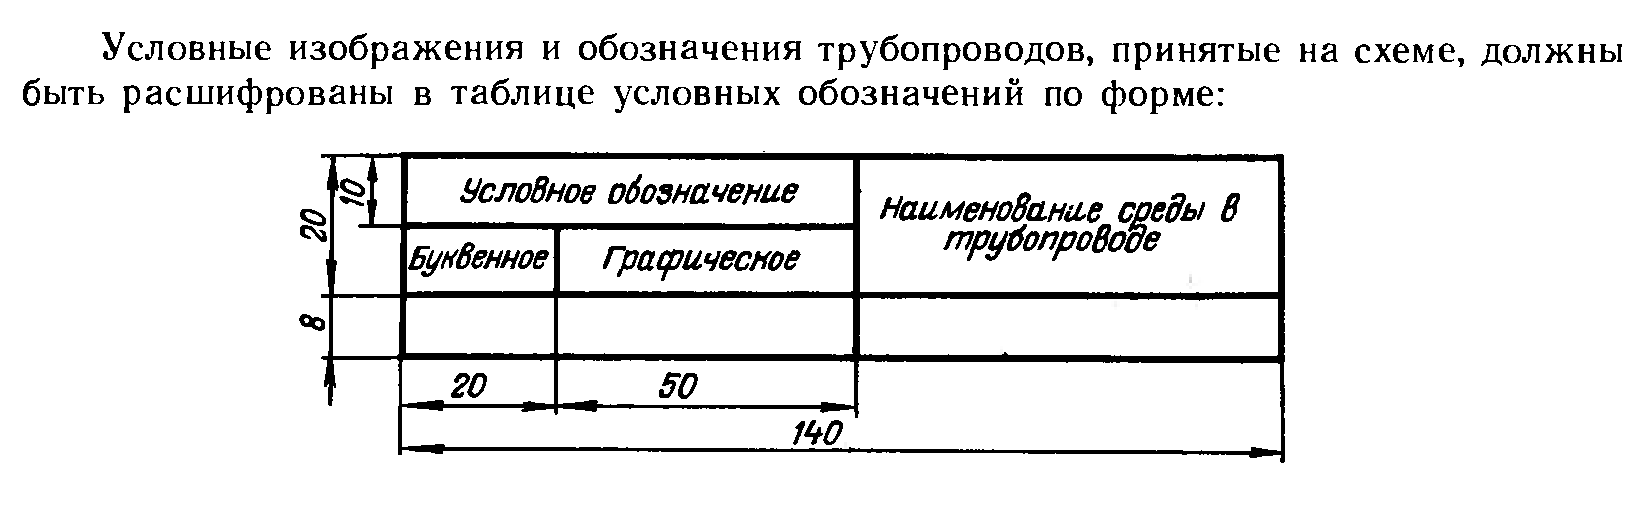 Условные изображения и обозначения трубопроводов, принятые на схеме, должны
быть расшифрованы в таблице условных обозначений по форме:
Условное обозначение
Наименование среды в
трубопроводе
Буквенное
Графическое
10
20
8
20
50
140